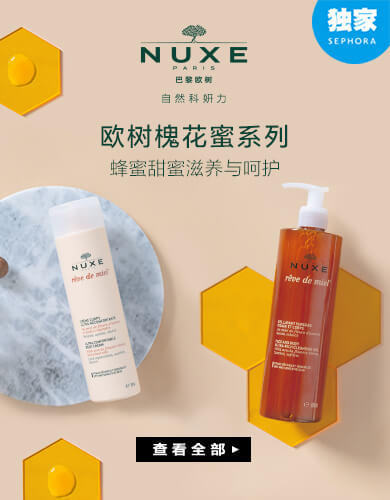 独家
SEPHORA
NUXE
PARIS
巴黎欧树
自然科妍力
欧树槐花蜜系列
蜂蜜甜蜜滋养与呵护
NUXE
rêve de miel
NUXE
rêve de miel
查看全部